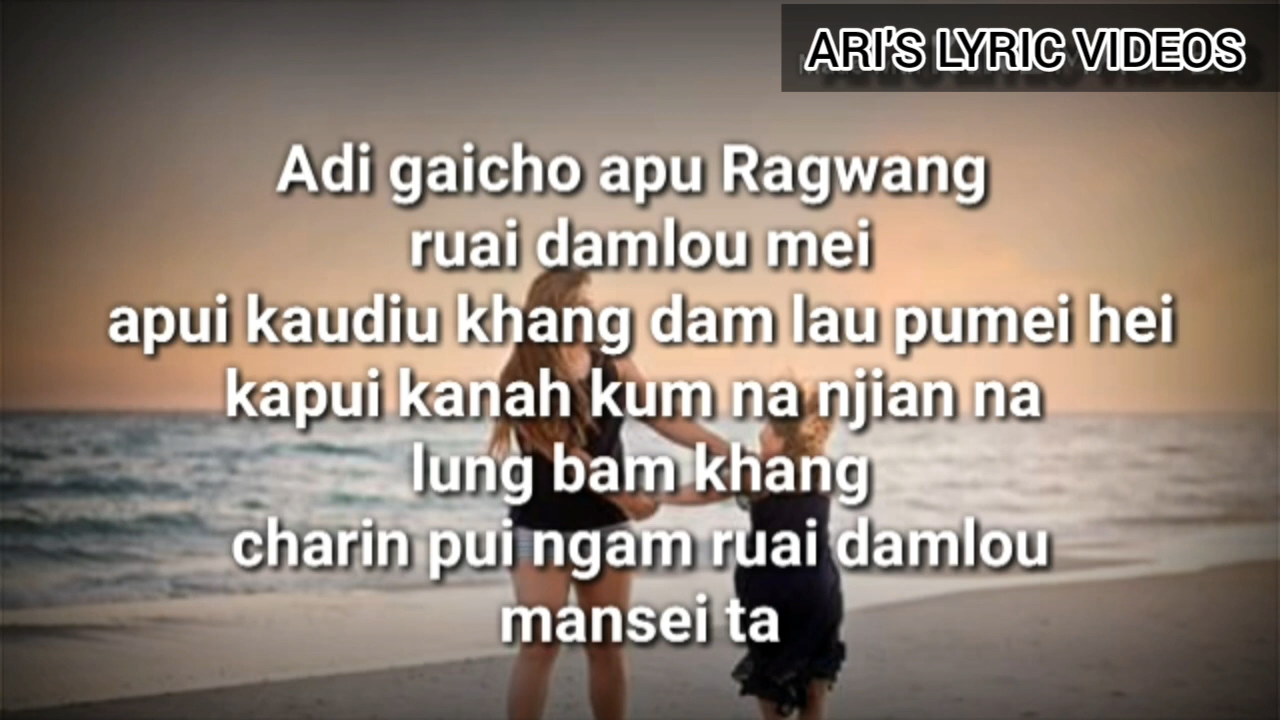 ARI'S LYRIC VIDEOS
Adi gaicho apu Ragwang
ruai damlou mei
apui kaudiu khang dam lau pumei hei
kapui kanah kum na njian na
lung bam khang
charin pui ngam ruai damlou
mansei ta